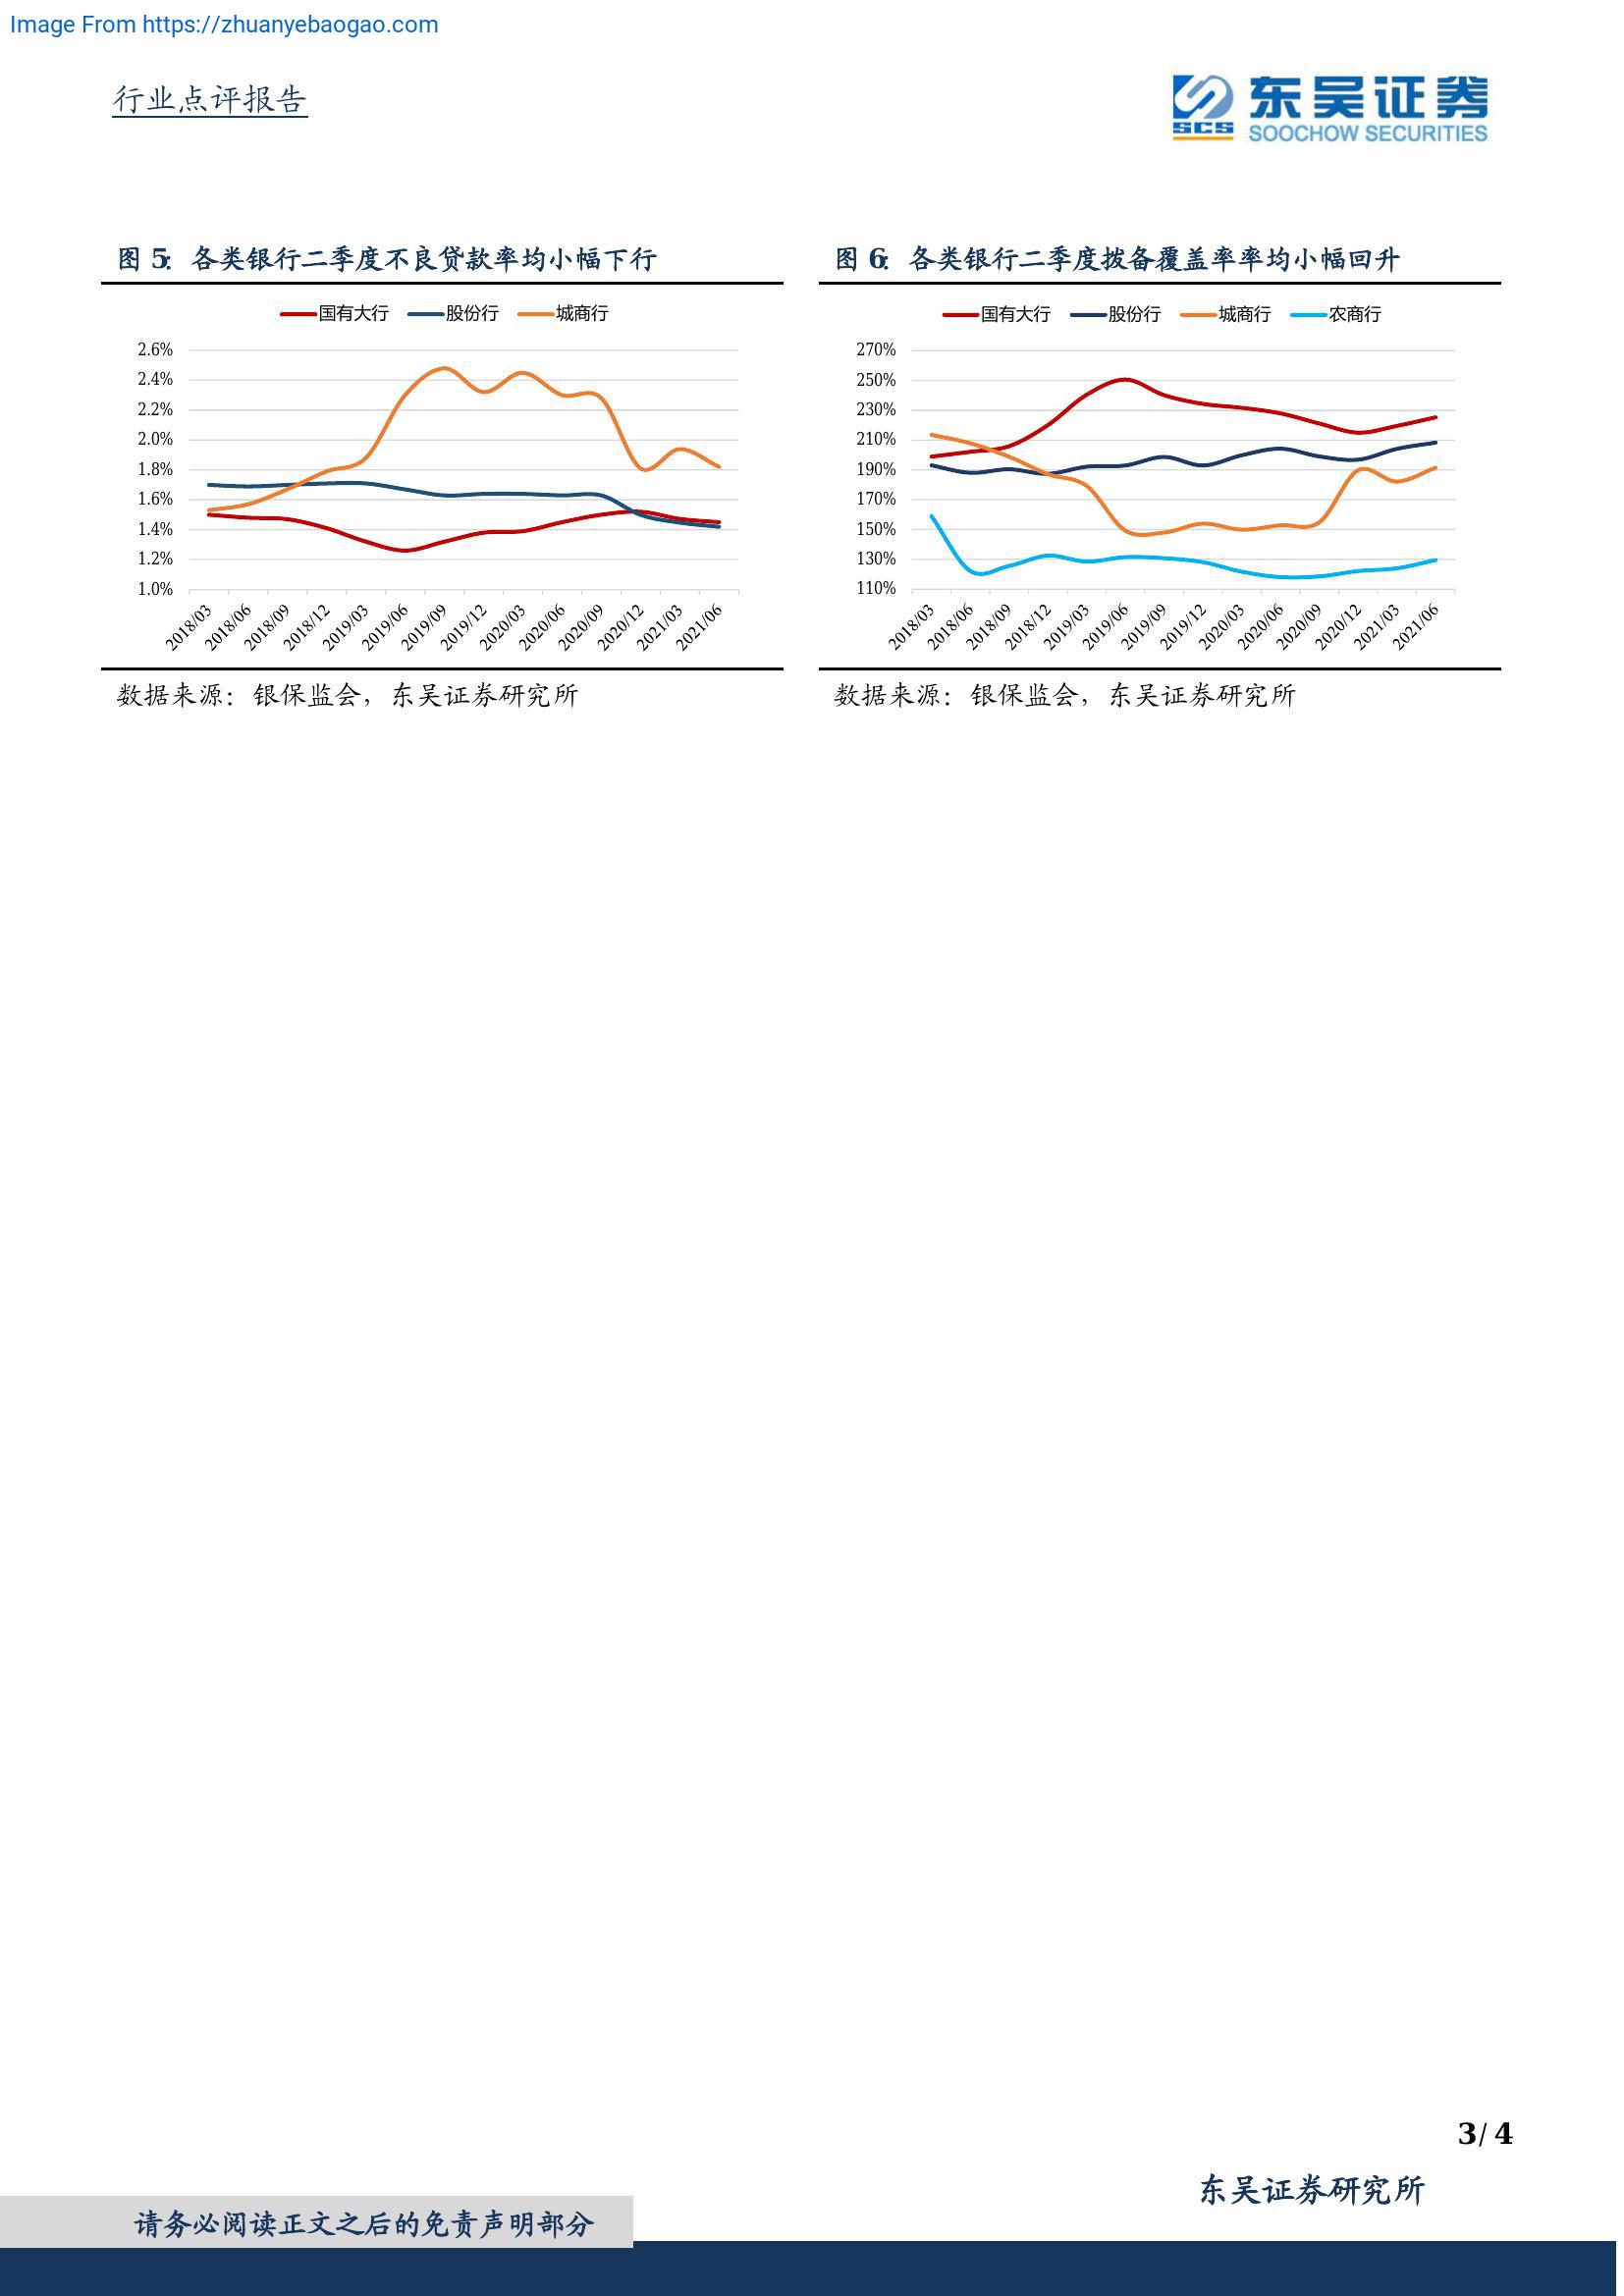 Image From https://zhuanyebaogao.com
行业点评报告
SCS
东吴证券
SOOCHOW SECURITIES
图 5: 各类银行二季度不良贷款率均小幅下行
国有大行 股份行 城商行
2.6%
2.4%
2.2%
2.0%
1.8%
1.6%
1.4%
1.2%
1.0%
2018/03 2018/06 2018/09 2018/12 2019/03 2019/06 2019/09 2019/12 2020/03 2020/06 2020/09 2020/12 2021/03 2021/06
数据来源：银保监会，东吴证券研究所
图 6: 各类银行二季度拨备覆盖率率均小幅回升
国有大行 股份行 城商行 农商行
270%
250%
230%
210%
190%
170%
150%
130%
110%
2018/03 2018/06 2018/09 2018/12 2019/03 2019/06 2019/09 2019/12 2020/03 2020/06 2020/09 2020/12 2021/03 2021/06
数据来源：银保监会，东吴证券研究所
3/ 4
东吴证券研究所
请务必阅读正文之后的免责声明部分